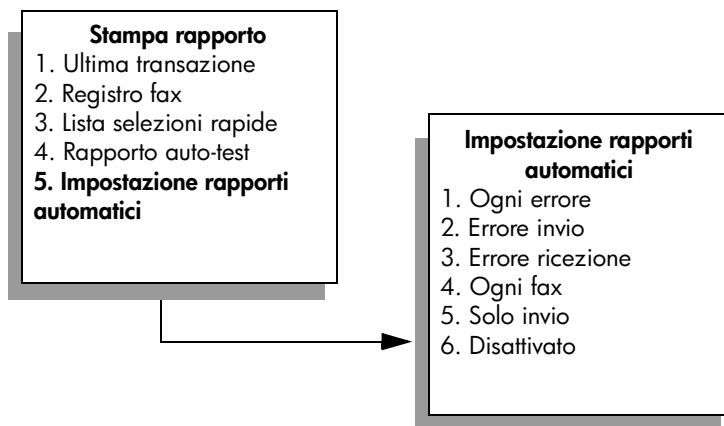 Stampa rapporto
1. Ultima transazione
2. Registro fax
3. Lista selezioni rapide
4. Rapporto auto-test
5. Impostazione rapporti
automatici
Impostazione rapporti
automatici
1. Ogni errore
2. Errore invio
3. Errore ricezione
4. Ogni fax
5. Solo invio
6. Disattivato